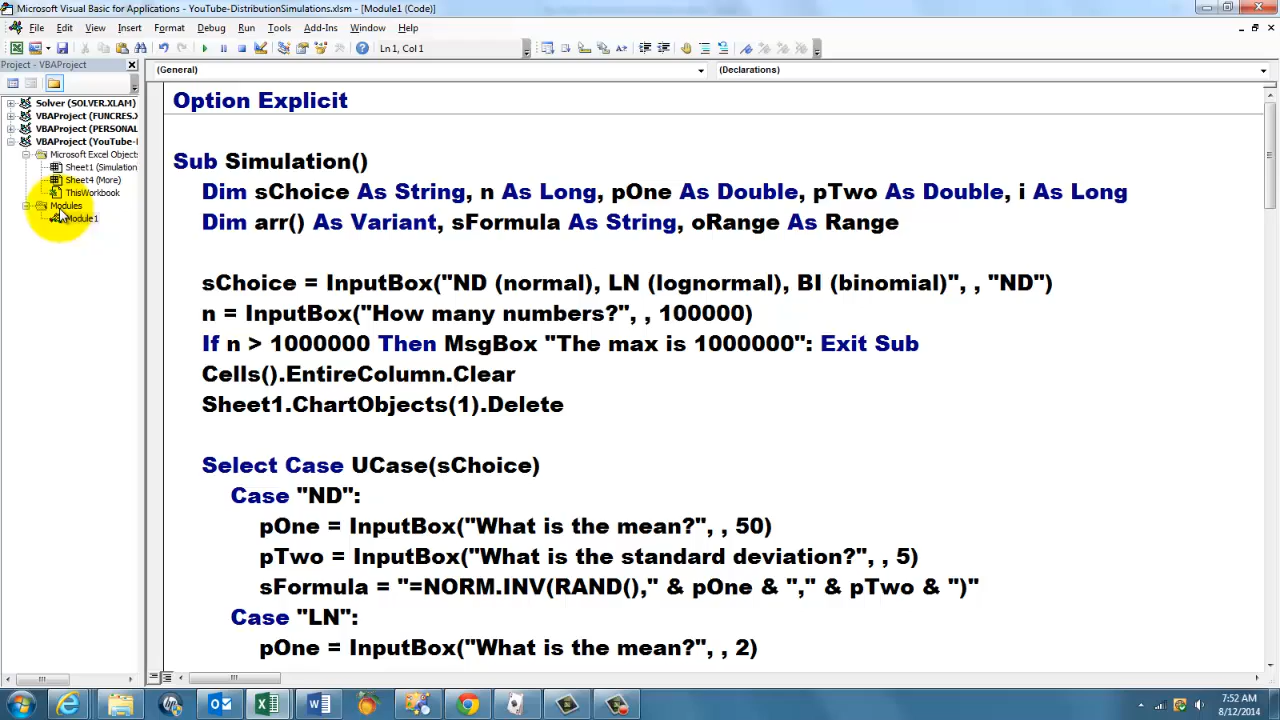 Microsoft Visual Basic for Applications - YouTube-DistributionSimulations.xlsm - [Module1 (Code)]
File Edit View Insert Format Debug Run Tools Add-Ins Window Help
Ln 1, Col 1
Project - VBAProject
(General)
(Declarations)
Solver (SOLVER.XLAM)
VBAProject (FUNCRES.X
VBAProject (PERSONAL
VBAProject (YouTube-
Microsoft Excel Objects
Sheet1 (Simulation
Sheet4 (More)
ThisWorkbook
Modules
Module1
Option Explicit
Sub Simulation()
Dim sChoice As String, n As Long, pOne As Double, pTwo As Double, i As Long
Dim arr() As Variant, sFormula As String, oRange As Range
sChoice = InputBox("ND (normal), LN (lognormal), BI (binomial)", , "ND")
n = InputBox("How many numbers?", , 100000)
If n > 1000000 Then MsgBox "The max is 1000000": Exit Sub
Cells().EntireColumn.Clear
Sheet1.ChartObjects(1).Delete
Select Case UCase(sChoice)
Case "ND":
pOne = InputBox("What is the mean?", , 50)
pTwo = InputBox("What is the standard deviation?", , 5)
sFormula = "=NORM.INV(RAND()," & pOne & "," & pTwo & ")"
Case "LN":
pOne = InputBox("What is the mean?", , 2)
7:52 AM
8/12/2014